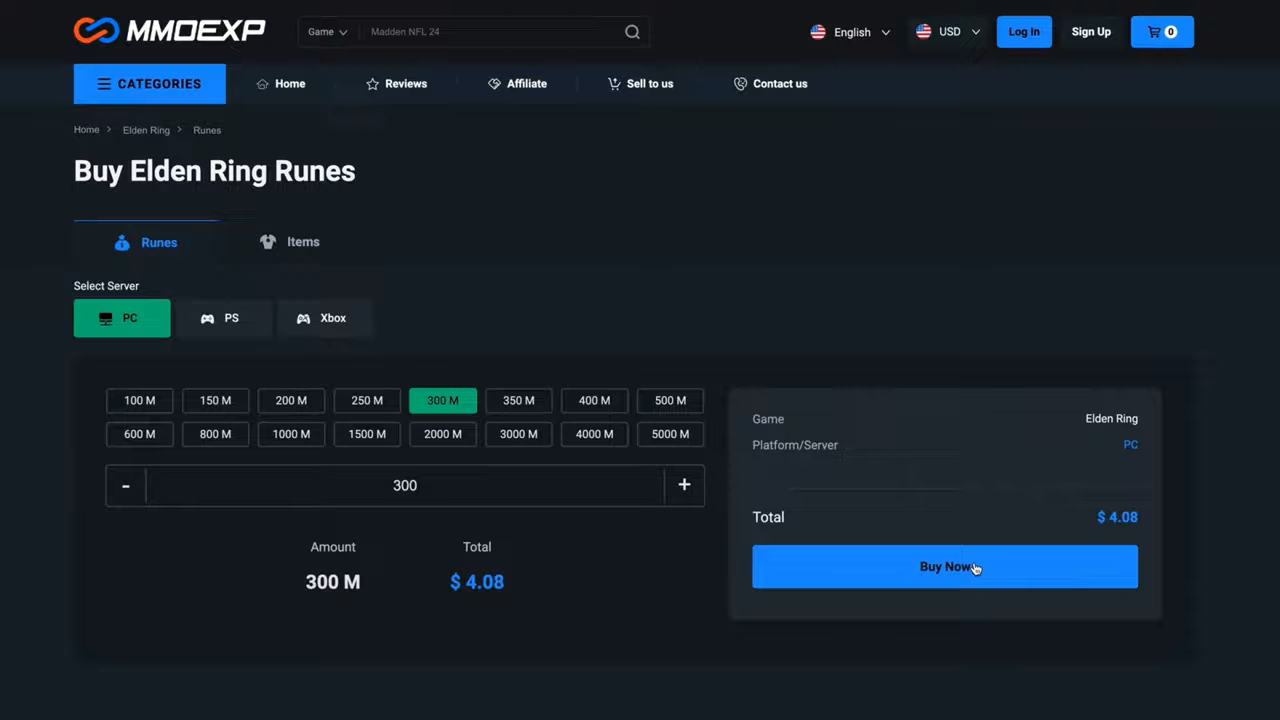 MMOEXP
Game
Madden NFL 24
English
USD
Log In
Sign Up
0
CATEGORIES
Home
Reviews
Affiliate
Sell to us
Contact us
Home > Elden Ring > Runes
Buy Elden Ring Runes
Runes
Items
Select Server
PC
PS
Xbox
100 M
150 M
200 M
250 M
300 M
350 M
400 M
500 M
600 M
800 M
1000 M
1500 M
2000 M
3000 M
4000 M
5000 M
- 300 +
Amount
Total
300 M
$ 4.08
Game
Elden Ring
Platform/Server
PC
Total
$ 4.08
Buy Now